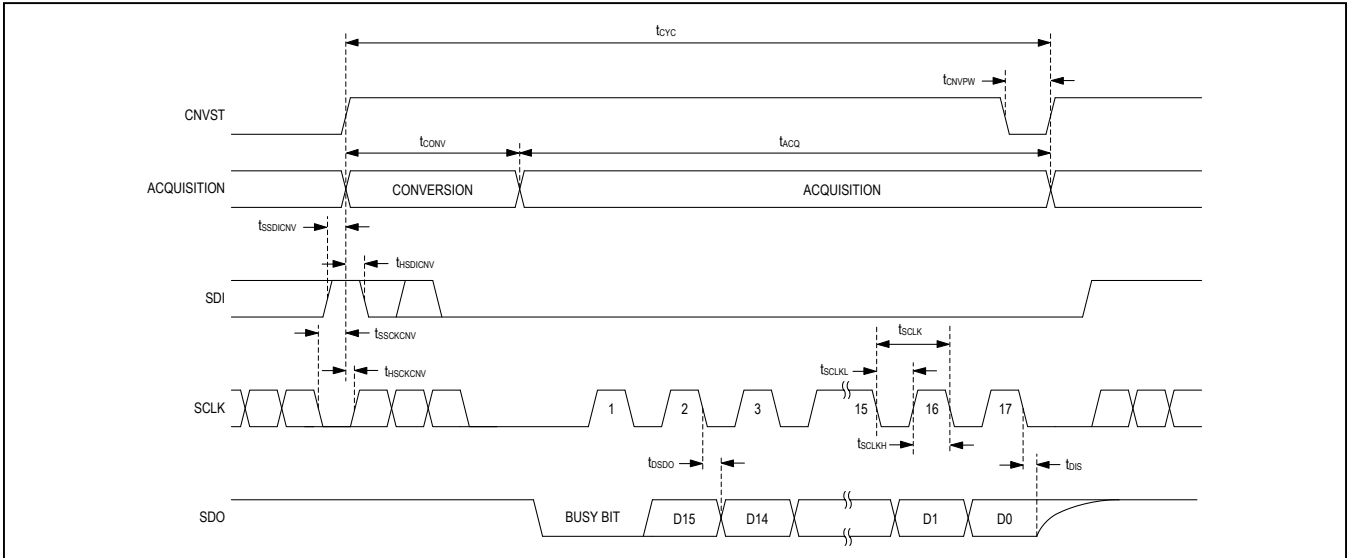 tCYC
tCNVPW
CNVST
tCONV
tACQ
ACQUISITION
CONVERSION
ACQUISITION
tSSDICNV
tHSDICNV
SDI
tSSCKCNV
tSCLK
tHSCKCNV
tSCLKL
SCLK
1
2
3
15
16
17
tSCLKH
tDSDO
tDIS
SDO
BUSY BIT
D15
D14
D1
D0